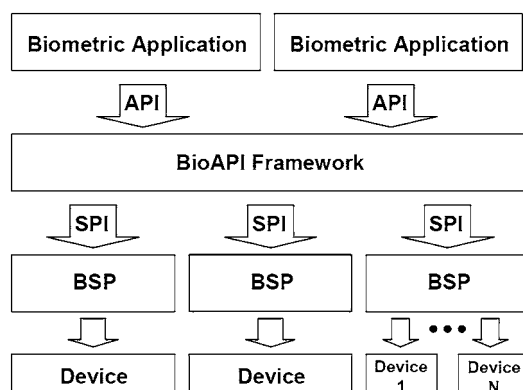 Biometric Application
Biometric Application
API
API
BioAPI Framework
SPI
SPI
SPI
BSP
BSP
BSP
•••
Device
Device
Device
1
Device
N